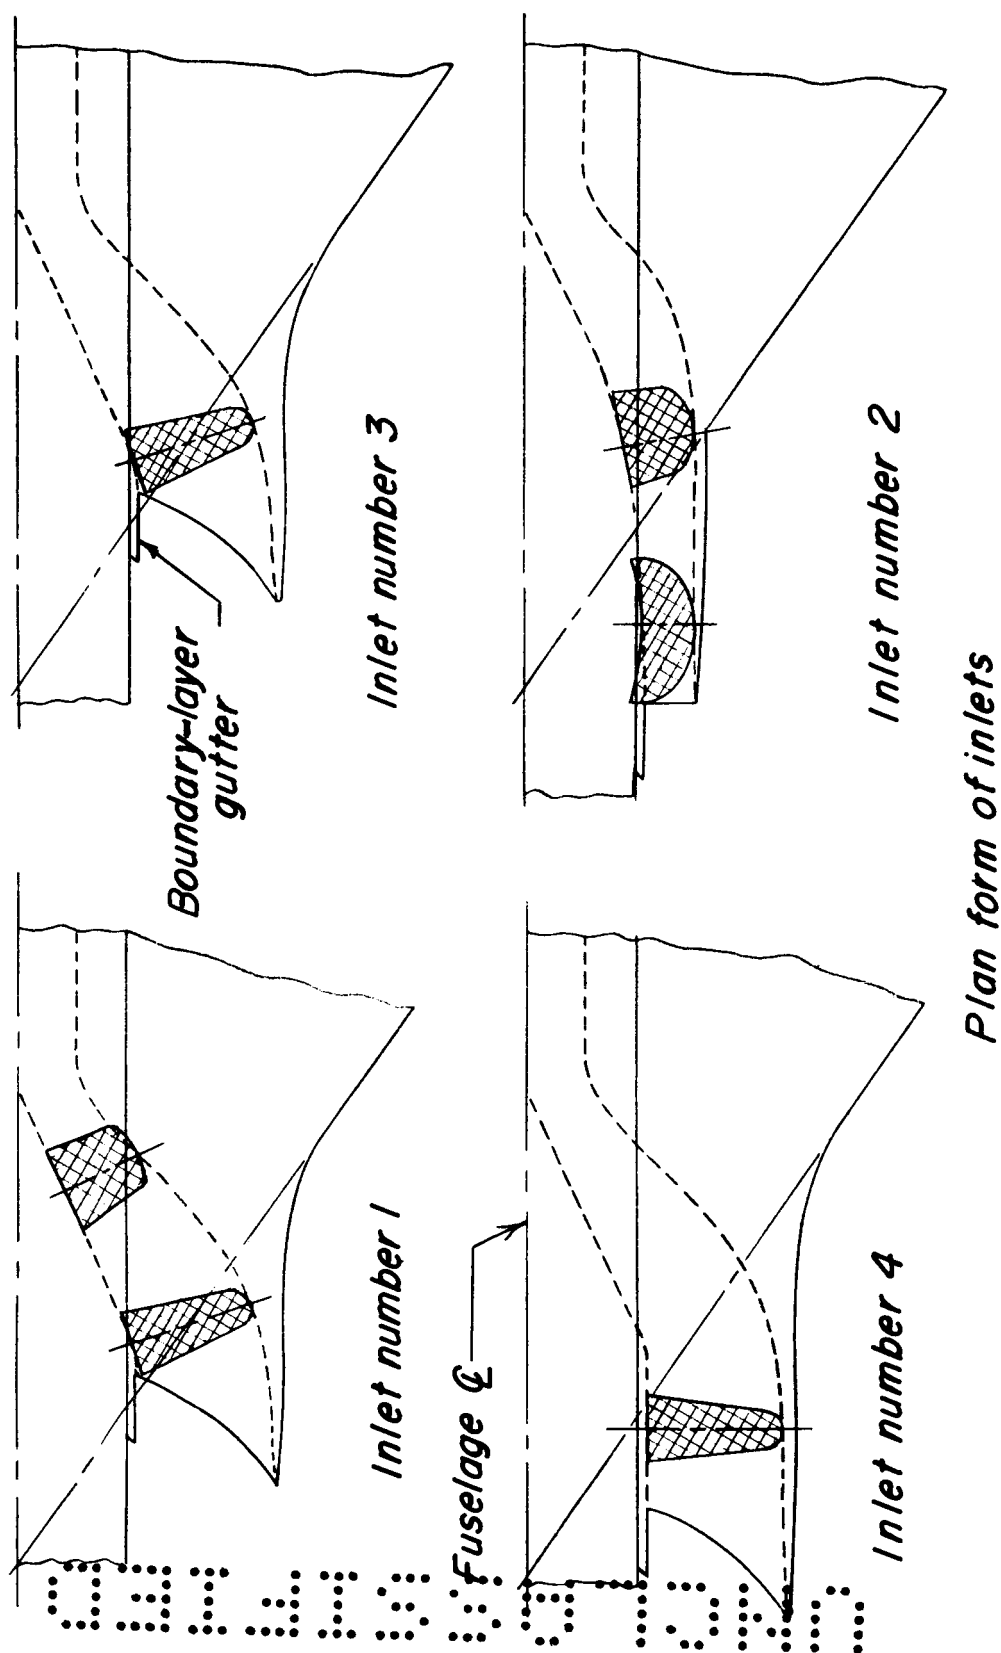 Inlet number 1
Inlet number 3
Boundary-layer
gutter
Fuselage ℄
Inlet number 4
Inlet number 2
Plan form of inlets
UNCLASSIFIED